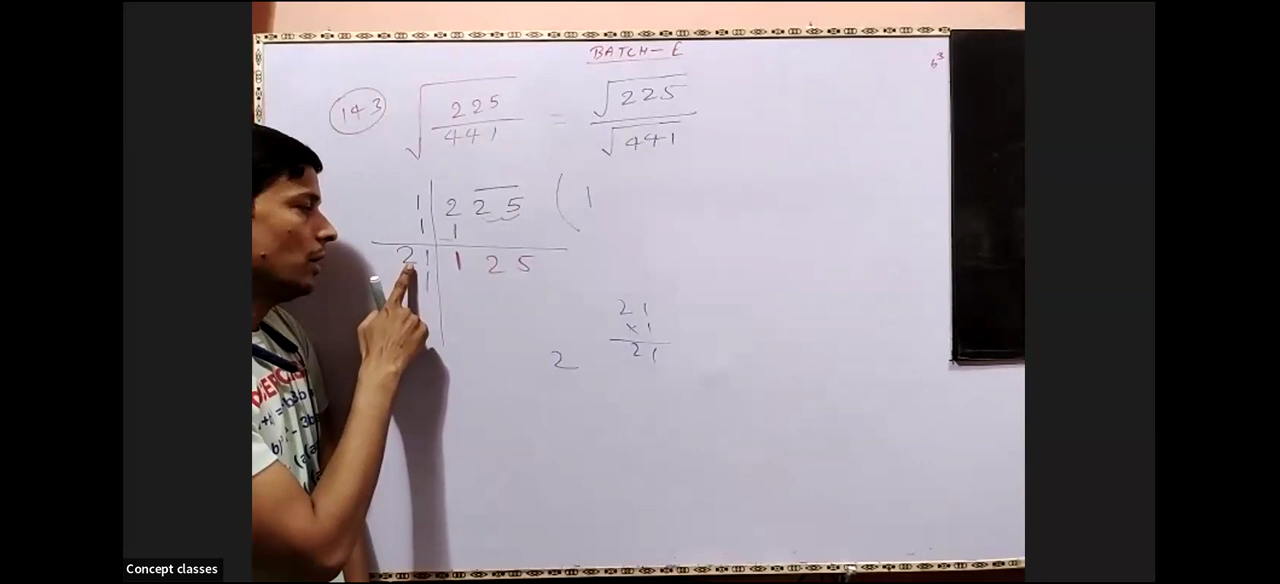 BATCH-E
143 √225/441 = √225/√441
1 | 2 25 ( 1
1 | 1
21 | 1 25
1
21
×1
21
2
6³
EXERCISE
Concept classes